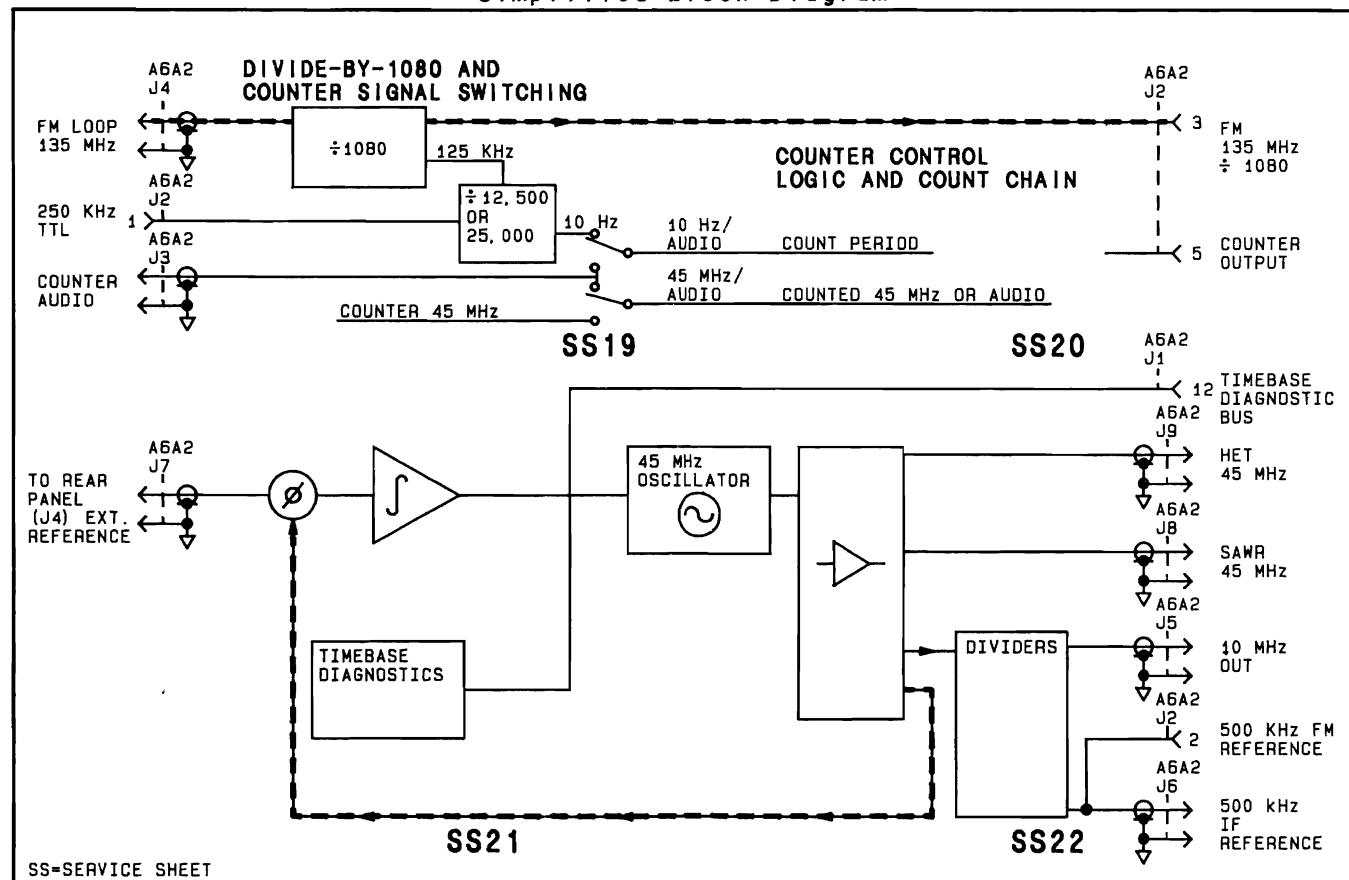 Simplified Block Diagram
A6A2
J4
DIVIDE-BY-1080 AND
COUNTER SIGNAL SWITCHING
A6A2
J2
FM LOOP
135 MHz
÷1080
125 KHz
3
FM
135 MHz
÷ 1080
COUNTER CONTROL
LOGIC AND COUNT CHAIN
A6A2
J2
250 KHz
TTL
1
÷12,500
OR
25,000
10 Hz
10 Hz/
AUDIO
COUNT PERIOD
5
COUNTER
OUTPUT
A6A2
J3
COUNTER
AUDIO
45 MHz/
AUDIO
COUNTED 45 MHz OR AUDIO
COUNTER 45 MHz
SS19
SS20
A6A2
J1
12
TIMEBASE
DIAGNOSTIC
BUS
A6A2
J7
TO REAR
PANEL
(J4) EXT.
REFERENCE
ø
∫
45 MHz
OSCILLATOR
A6A2
J9
HET
45 MHz
A6A2
J8
SAWR
45 MHz
TIMEBASE
DIAGNOSTICS
DIVIDERS
A6A2
J5
10 MHz
OUT
A6A2
J2
2
500 KHz FM
REFERENCE
A6A2
J6
500 kHz
IF
REFERENCE
SS21
SS22
SS=SERVICE SHEET